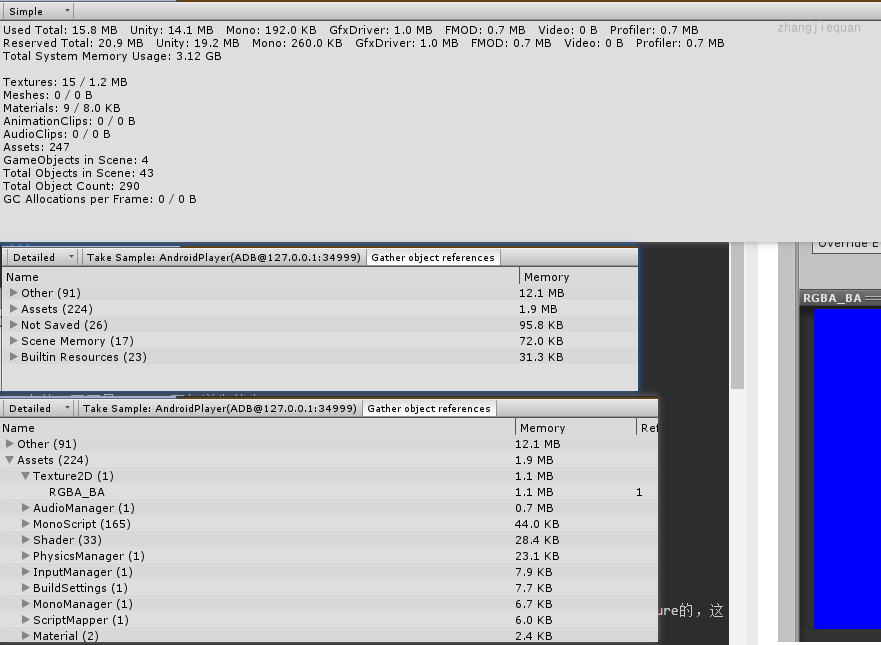 Simple
zhangjiequan
Used Total: 15.8 MB Unity: 14.1 MB Mono: 192.0 KB GfxDriver: 1.0 MB FMOD: 0.7 MB Video: 0 B Profiler: 0.7 MB
Reserved Total: 20.9 MB Unity: 19.2 MB Mono: 260.0 KB GfxDriver: 1.0 MB FMOD: 0.7 MB Video: 0 B Profiler: 0.7 MB
Total System Memory Usage: 3.12 GB
Textures: 15 / 1.2 MB
Meshes: 0 / 0 B
Materials: 9 / 8.0 KB
AnimationClips: 0 / 0 B
AudioClips: 0 / 0 B
Assets: 247
GameObjects in Scene: 4
Total Objects in Scene: 43
Total Object Count: 290
GC Allocations per Frame: 0 / 0 B
Override E
Detailed Take Sample: AndroidPlayer(ADB@127.0.0.1:34999) Gather object references
Name Memory
Other (91) 12.1 MB
Assets (224) 1.9 MB
Not Saved (26) 95.8 KB
Scene Memory (17) 72.0 KB
Builtin Resources (23) 31.3 KB
RGBA_BA
Detailed Take Sample: AndroidPlayer(ADB@127.0.0.1:34999) Gather object references
Name Memory Ref
Other (91) 12.1 MB
Assets (224) 1.9 MB
Texture2D (1) 1.1 MB
RGBA_BA 1.1 MB 1
AudioManager (1) 0.7 MB
MonoScript (165) 44.0 KB
Shader (33) 28.4 KB
PhysicsManager (1) 23.1 KB
InputManager (1) 7.9 KB
BuildSettings (1) 7.7 KB
MonoManager (1) 6.7 KB
ScriptMapper (1) 6.0 KB
Material (2) 2.4 KB
ure的，这